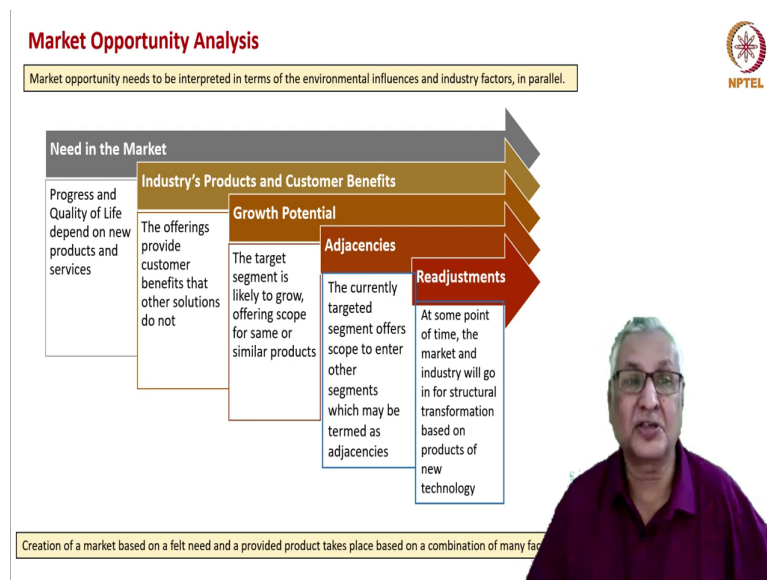 Market Opportunity Analysis
NPTEL
Market opportunity needs to be interpreted in terms of the environmental influences and industry factors, in parallel.
Need in the Market
Progress and
Quality of Life
depend on new
products and
services
Industry's Products and Customer Benefits
The offerings
provide
customer
benefits that
other solutions
do not
Growth Potential
The target
segment is
likely to grow,
offering scope
for same or
similar products
Adjacencies
The currently
targeted
segment offers
scope to enter
other
segments
which may be
termed as
adjacencies
Readjustments
At some point
of time, the
market and
industry will go
in for structural
transformation
based on
products of
new
technology
Creation of a market based on a felt need and a provided product takes place based on a combination of many